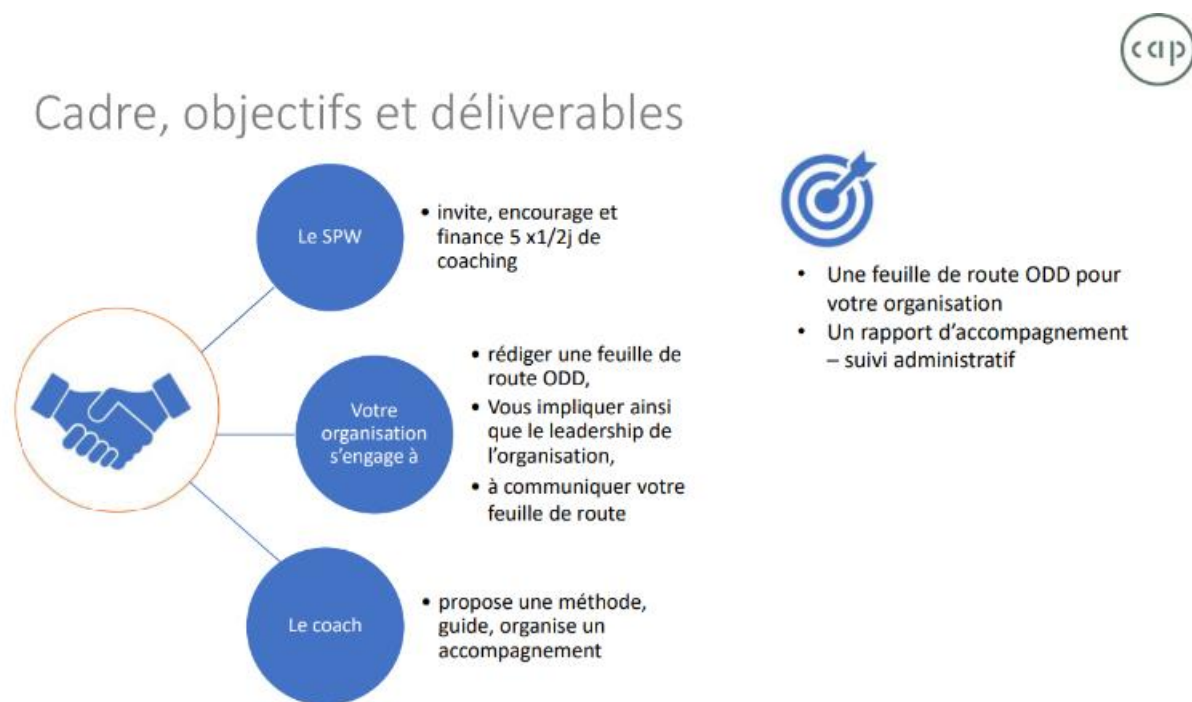 cap
Cadre, objectifs et déliverables
Le SPW
• invite, encourage et
finance 5 x1/2j de
coaching
Votre
organisation
s'engage à
• rédiger une feuille de
route ODD,
• Vous impliquer ainsi
que le leadership de
l'organisation,
• à communiquer votre
feuille de route
Le coach
• propose une méthode,
guide, organise un
accompagnement
• Une feuille de route ODD pour
votre organisation
• Un rapport d'accompagnement
– suivi administratif